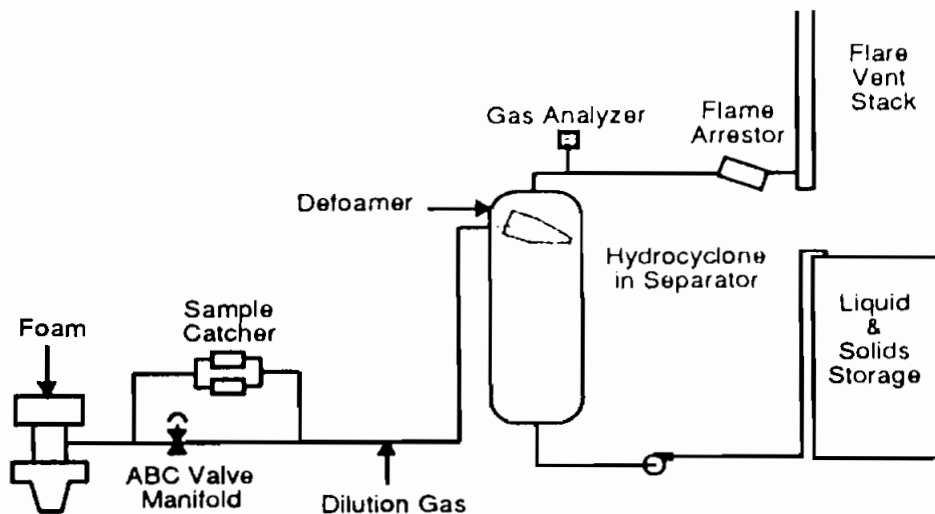 Flare
Vent
Stack
Gas Analyzer
Flame
Arrestor
Defoamer
Hydrocyclone
in Separator
Sample
Catcher
Foam
Liquid
&
Solids
Storage
ABC Valve
Manifold
Dilution Gas